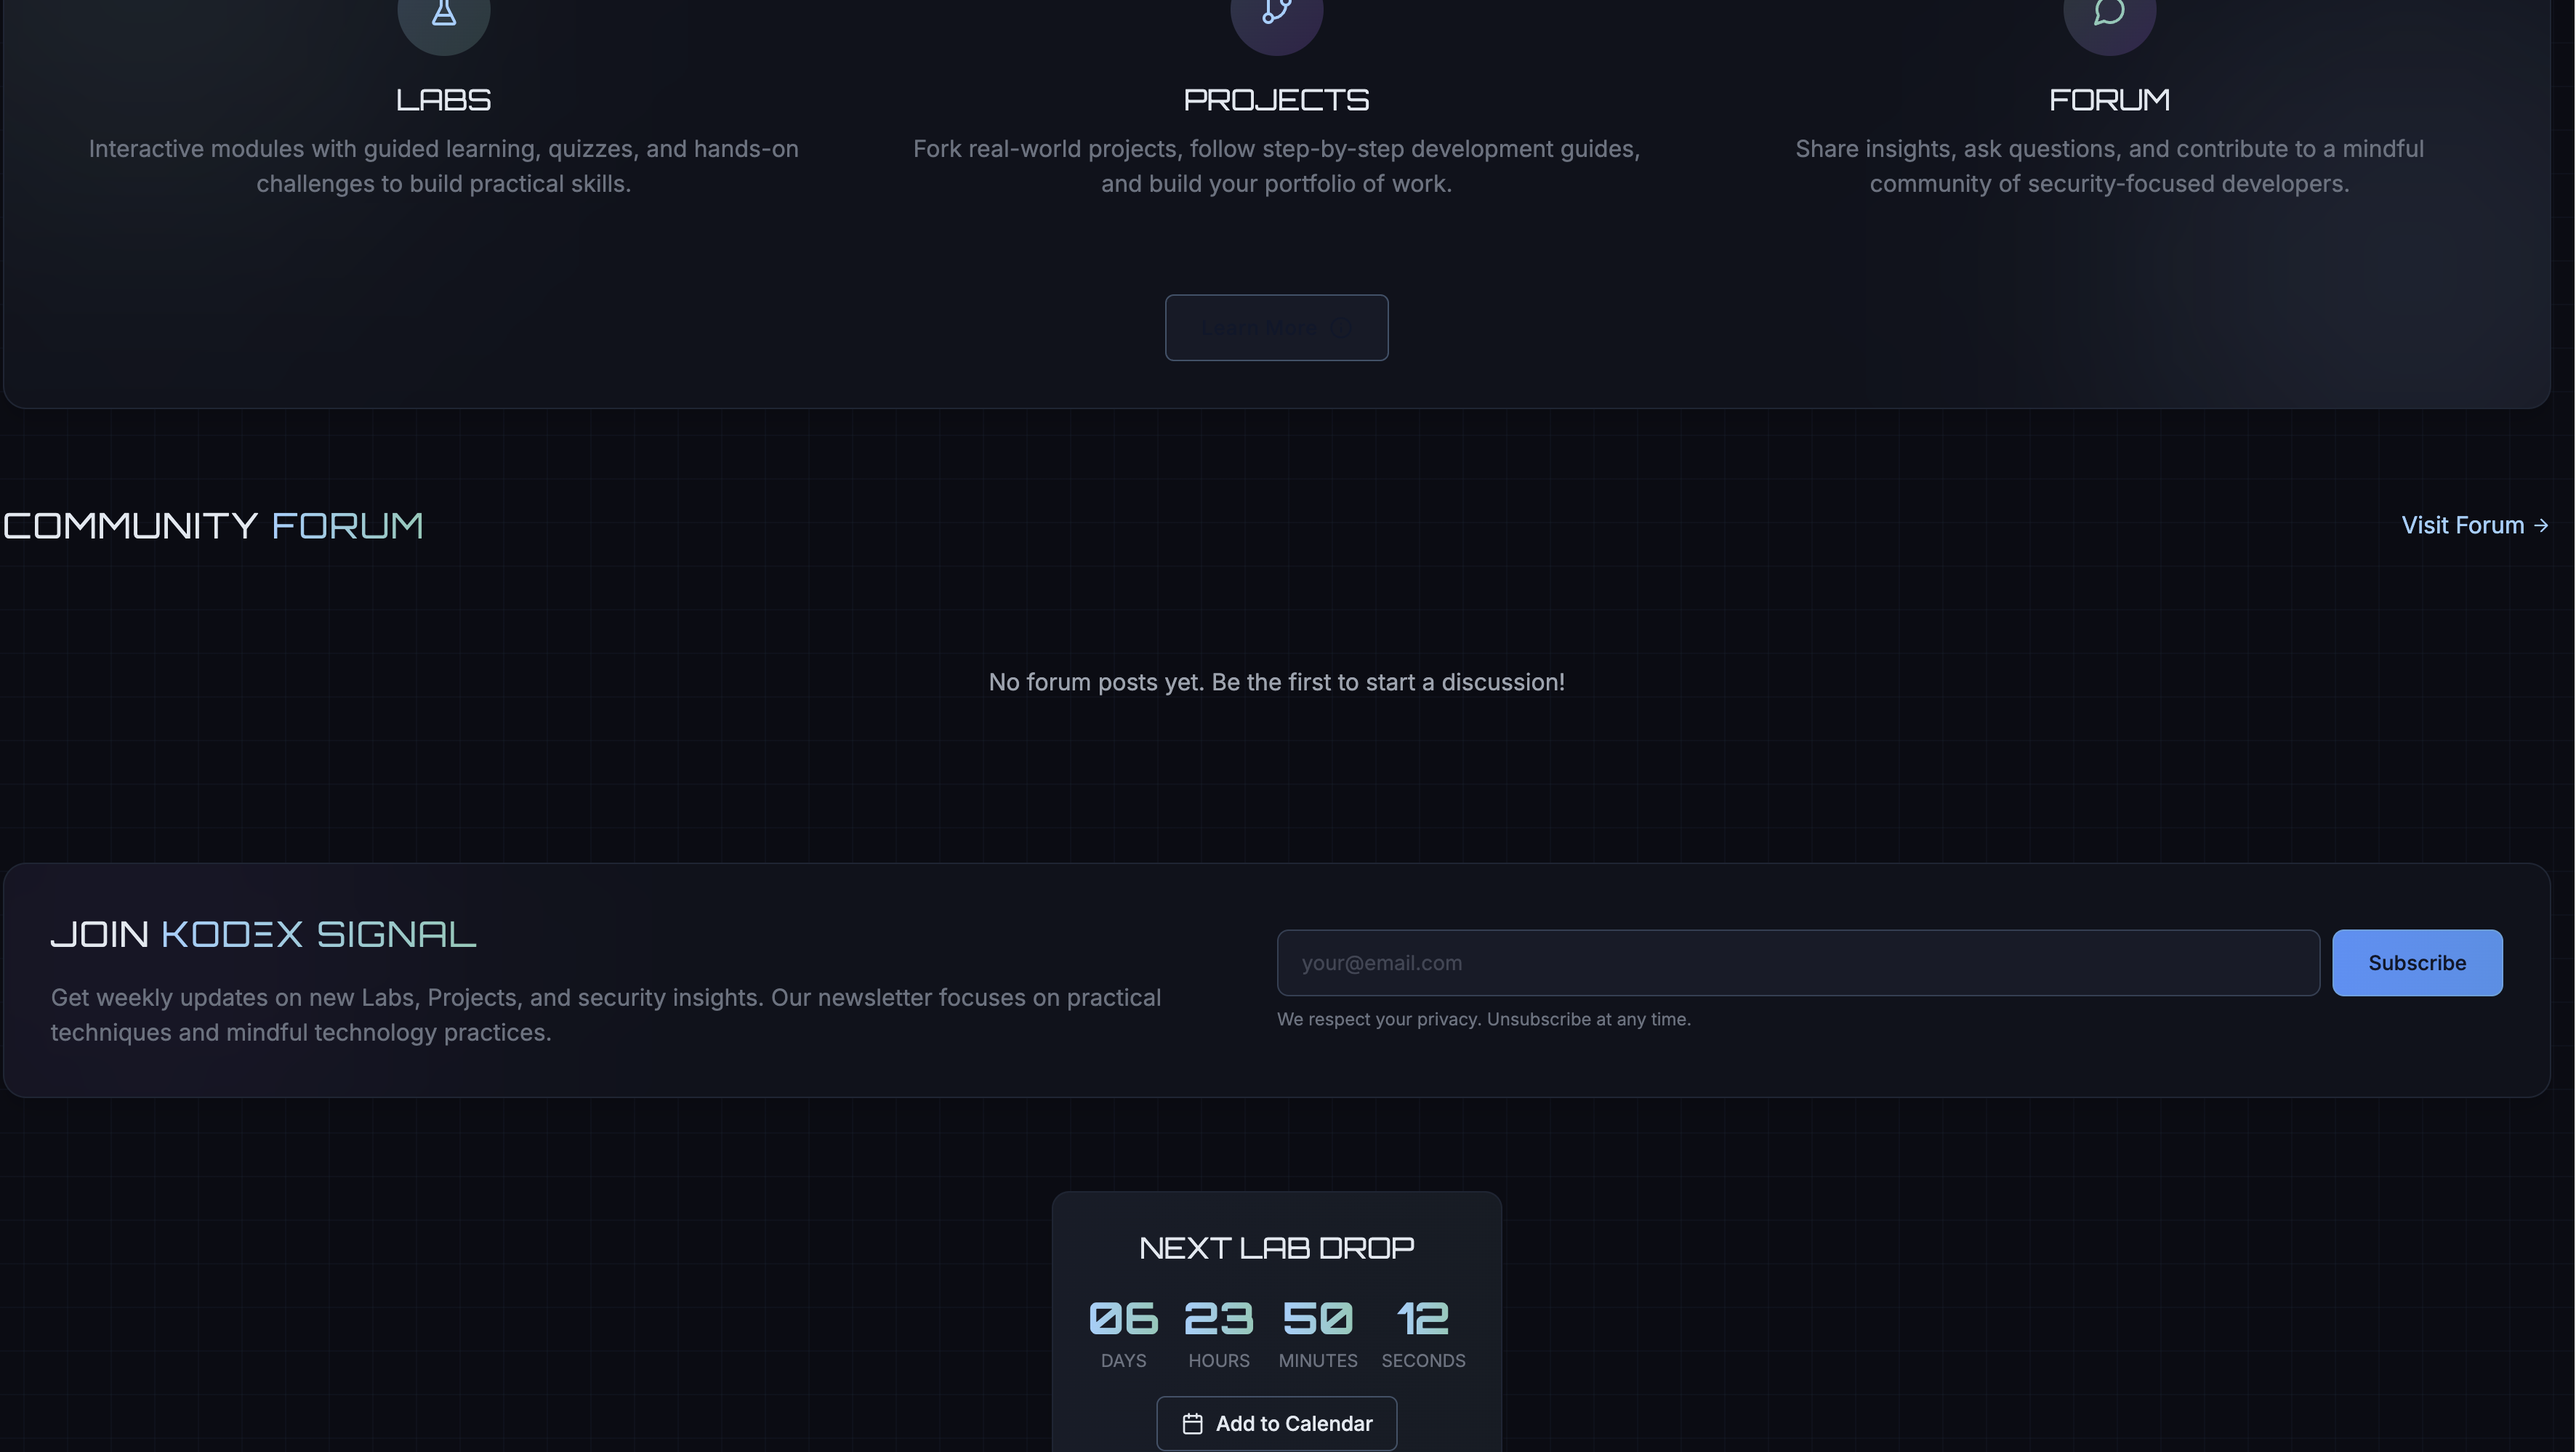 LABS
Interactive modules with guided learning, quizzes, and hands-on
challenges to build practical skills.
PROJECTS
Fork real-world projects, follow step-by-step development guides,
and build your portfolio of work.
FORUM
Share insights, ask questions, and contribute to a mindful
community of security-focused developers.
Learn More
COMMUNITY FORUM
Visit Forum →
No forum posts yet. Be the first to start a discussion!
JOIN KODEX SIGNAL
Get weekly updates on new Labs, Projects, and security insights. Our newsletter focuses on practical
techniques and mindful technology practices.
your@email.com
Subscribe
We respect your privacy. Unsubscribe at any time.
NEXT LAB DROP
06 23 50 12
DAYS HOURS MINUTES SECONDS
Add to Calendar